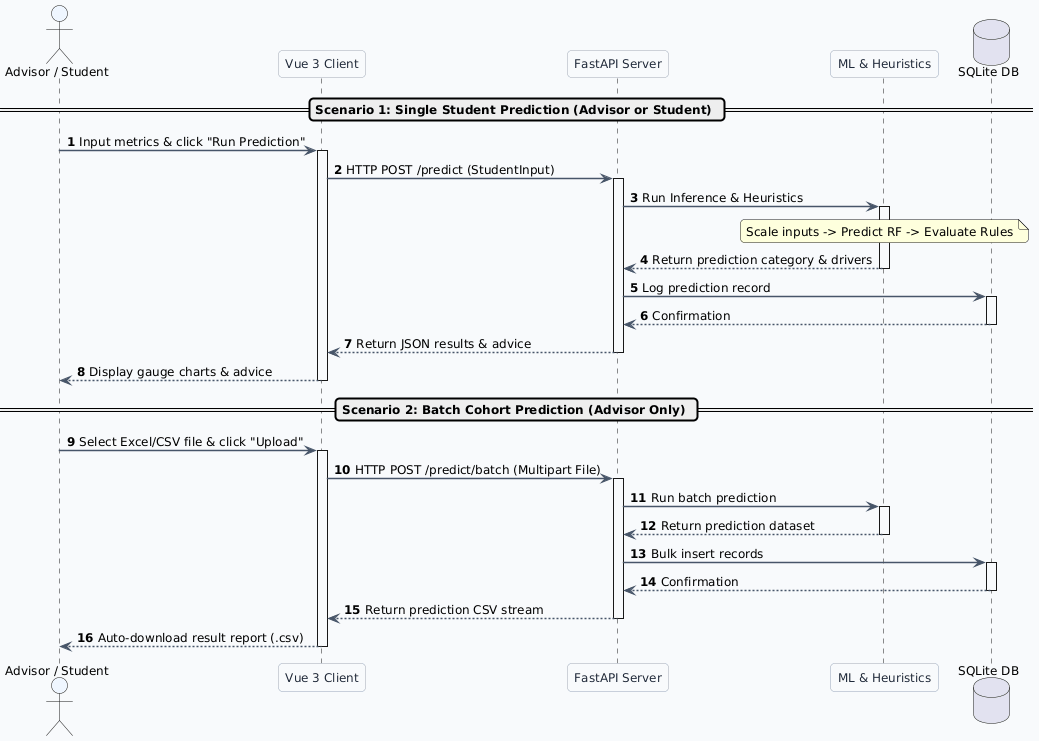 Advisor / Student
Vue 3 Client
FastAPI Server
ML & Heuristics
SQLite DB
Scenario 1: Single Student Prediction (Advisor or Student)
1 Input metrics & click "Run Prediction"
2 HTTP POST /predict (StudentInput)
3 Run Inference & Heuristics
Scale inputs -> Predict RF -> Evaluate Rules
4 Return prediction category & drivers
5 Log prediction record
6 Confirmation
7 Return JSON results & advice
8 Display gauge charts & advice
Scenario 2: Batch Cohort Prediction (Advisor Only)
9 Select Excel/CSV file & click "Upload"
10 HTTP POST /predict/batch (Multipart File)
11 Run batch prediction
12 Return prediction dataset
13 Bulk insert records
14 Confirmation
15 Return prediction CSV stream
16 Auto-download result report (.csv)
Advisor / Student
Vue 3 Client
FastAPI Server
ML & Heuristics
SQLite DB